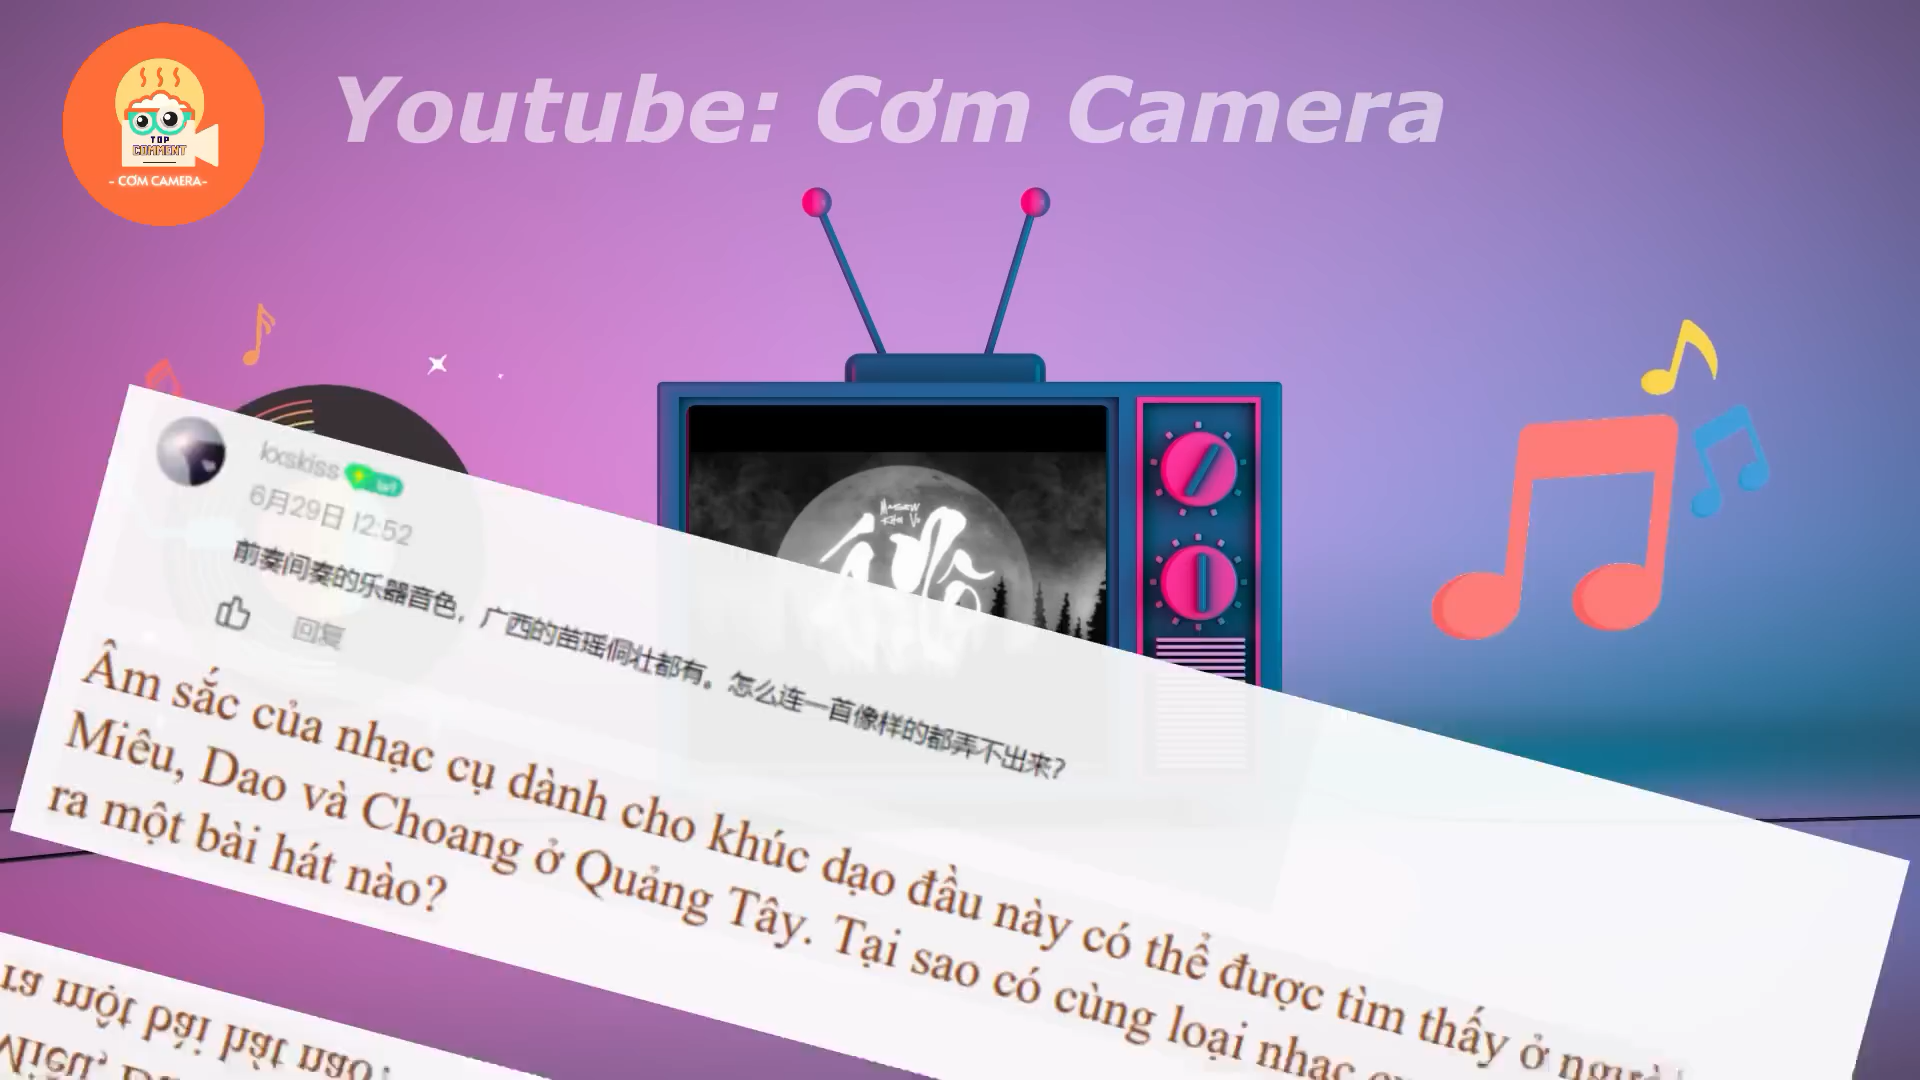 Youtube: Cơm Camera
TOP
COMMENT
- CƠM CAMERA-
kxskiss
6月29日 12:52
前奏间奏的乐器音色，广西的苗瑶侗壮都有。怎么连一首像样的都弄不出来?
回复
Âm sắc của nhạc cụ dành cho khúc dạo đầu này có thể được tìm thấy ở
Miêu, Dao và Choang ở Quảng Tây. Tại sao có cùng loại nhạc
ra một bài hát nào?